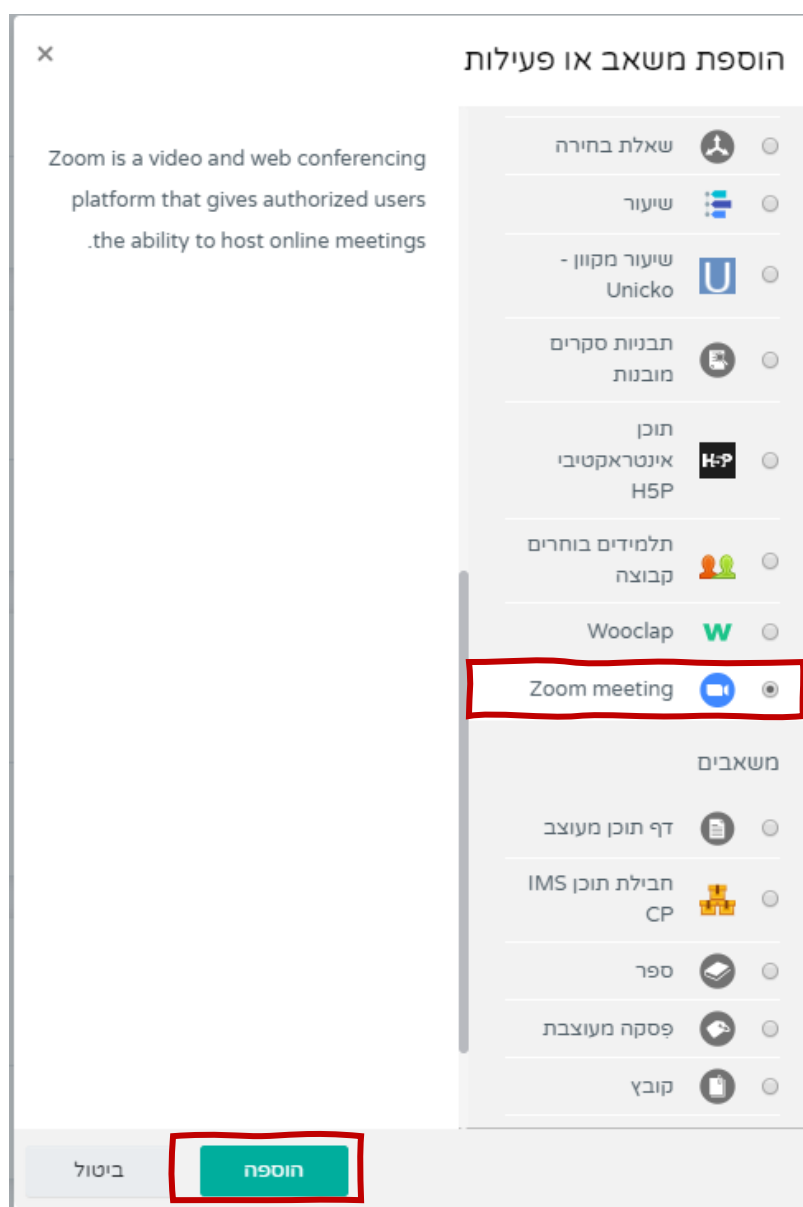 הוספת משאב או פעילות
×
שאלת בחירה
שיעור
שיעור מקוון -
U
Unicko
תבניות סקרים
מובנות
תוכן
אינטראקטיבי
H-P
H5P
תלמידים בוחרים
קבוצה
W
Wooclap
Zoom meeting
משאבים
דף תוכן מעוצב
חבילת תוכן IMS
CP
ספר
פִסקה מעוצבת
קובץ
Zoom is a video and web conferencing
platform that gives authorized users
.the ability to host online meetings
הוספה
ביטול